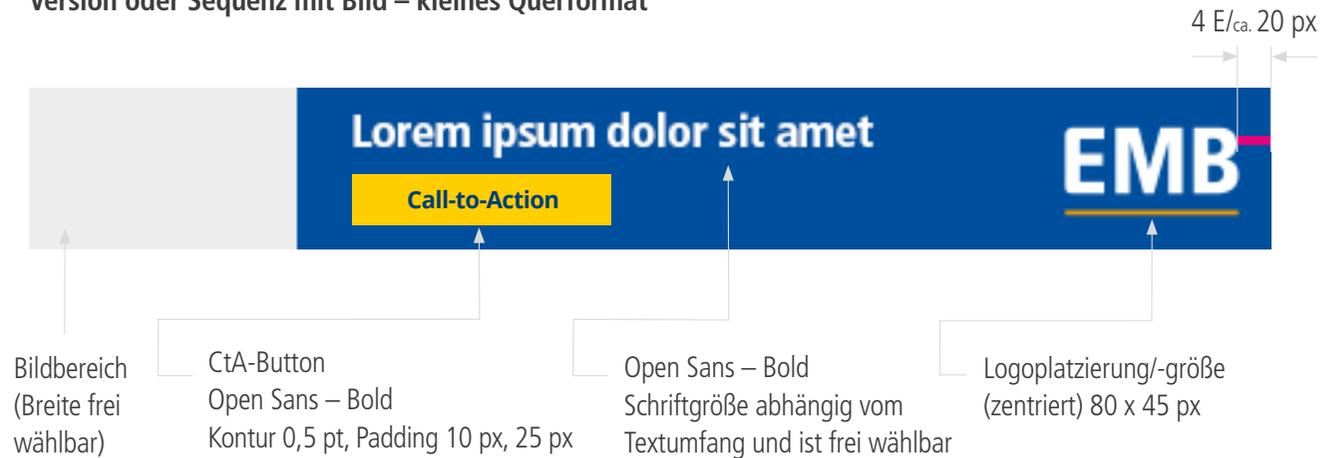 Version oder Sequenz mit Bild – kleines Querformat
4 E/ca. 20 px
Lorem ipsum dolor sit amet
Call-to-Action
EMB
Bildbereich
(Breite frei
wählbar)
CtA-Button
Open Sans – Bold
Kontur 0,5 pt, Padding 10 px, 25 px
Open Sans – Bold
Schriftgröße abhängig vom
Textumfang und ist frei wählbar
Logoplatzierung/-größe
(zentriert) 80 x 45 px